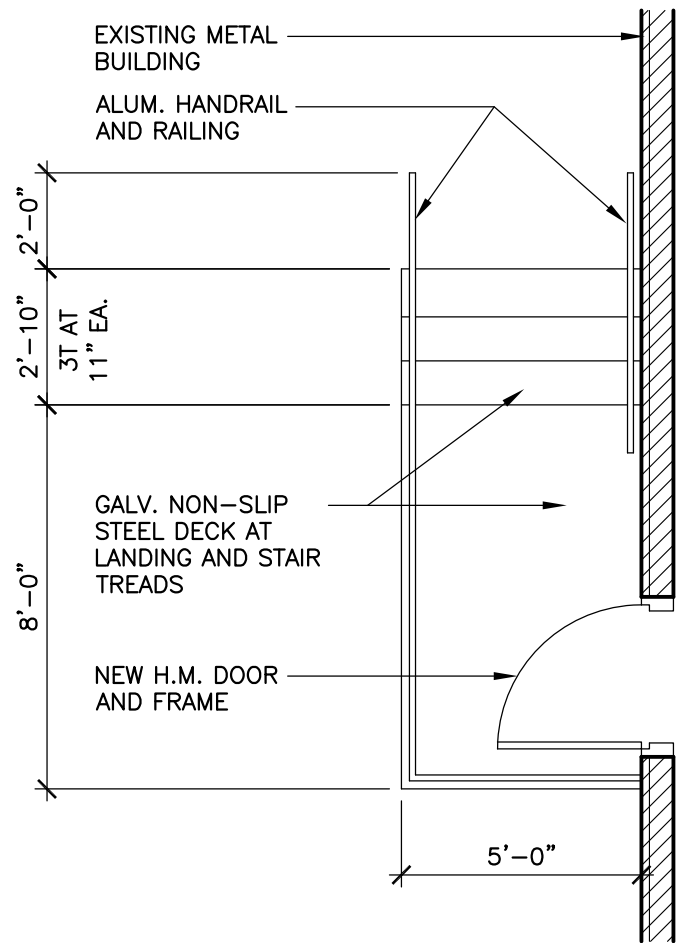 EXISTING METAL
BUILDING
ALUM. HANDRAIL
AND RAILING
2'-0"
2'-10"
3T AT
11" EA.
GALV. NON-SLIP
STEEL DECK AT
LANDING AND STAIR
TREADS
8'-0"
NEW H.M. DOOR
AND FRAME
5'-0"